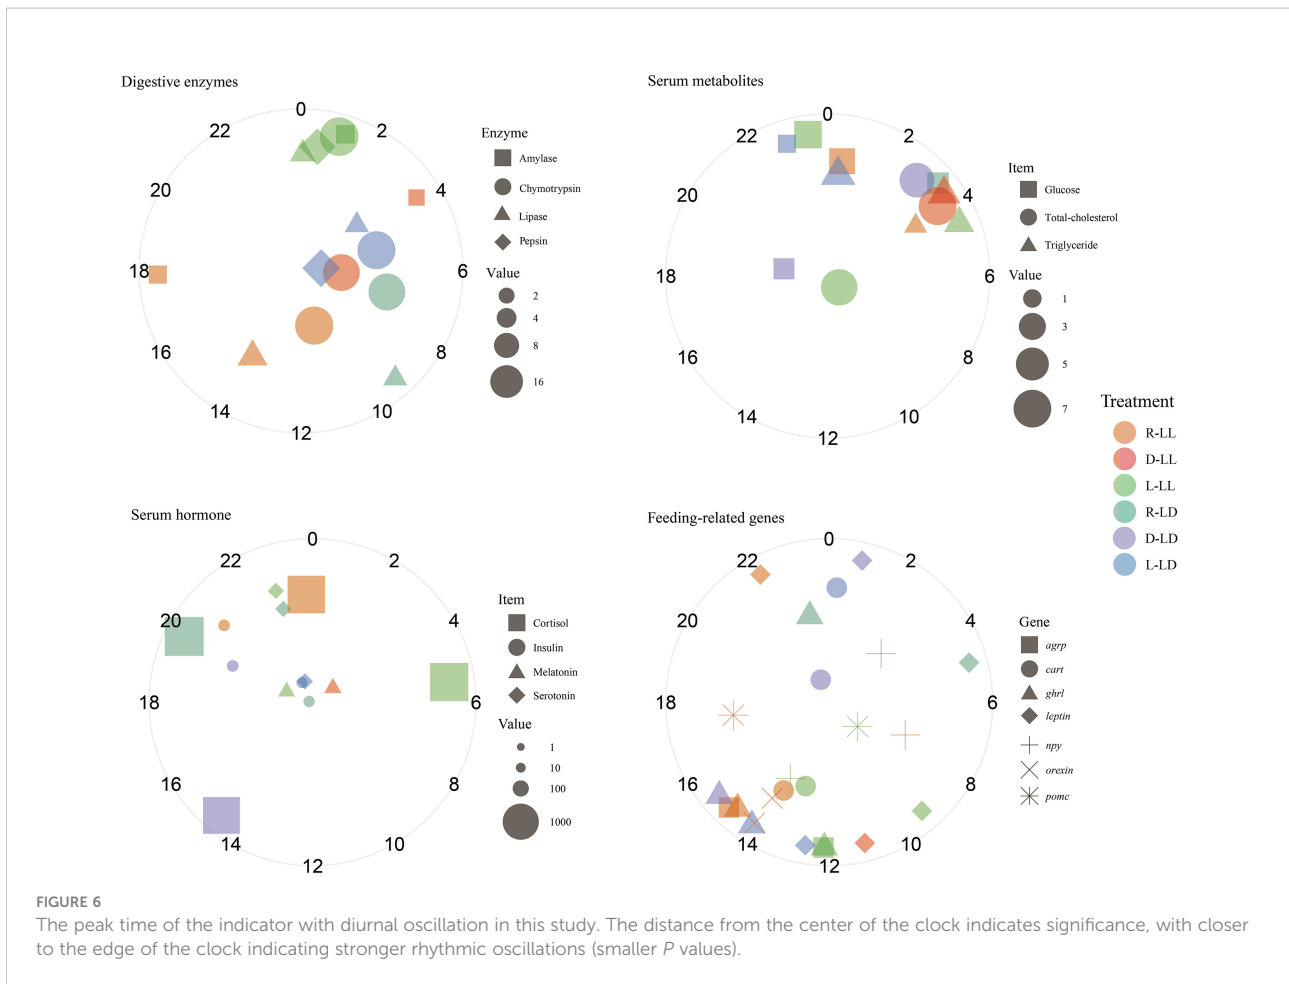 Digestive enzymes
0
2
4
6
8
10
12
14
16
18
20
22
Enzyme
Amylase
Chymotrypsin
Lipase
Pepsin
Value
2
4
8
16
Serum metabolites
0
2
4
6
8
10
12
14
16
18
20
22
Item
Glucose
Total-cholesterol
Triglyceride
Value
1
3
5
7
Treatment
R-LL
D-LL
L-LL
R-LD
D-LD
L-LD
Serum hormone
0
2
4
6
8
10
12
14
16
18
20
22
Item
Cortisol
Insulin
Melatonin
Serotonin
Value
1
10
100
1000
Feeding-related genes
0
2
4
6
8
10
12
14
16
18
20
22
Gene
agrp
cart
ghrl
leptin
npy
orexin
pomc
FIGURE 6
The peak time of the indicator with diurnal oscillation in this study. The distance from the center of the clock indicates significance, with closer
to the edge of the clock indicating stronger rhythmic oscillations (smaller P values).